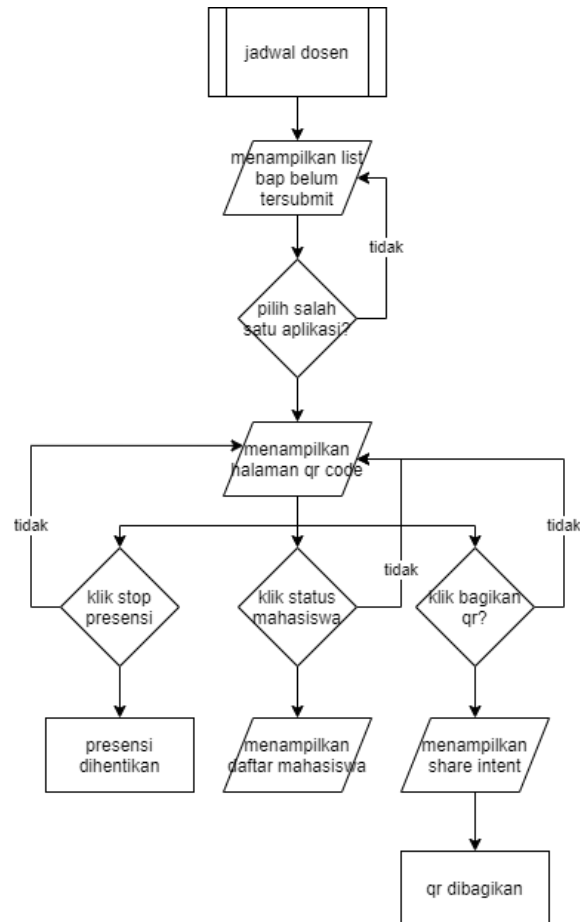 jadwal dosen
menampilkan list
bap belum
tersubmit
tidak
pilih salah
satu aplikasi?
menampilkan
halaman qr code
tidak
tidak
tidak
klik stop
presensi
klik status
mahasiswa
klik bagikan
qr?
presensi
dihentikan
menampilkan
daftar mahasiswa
menampilkan
share intent
qr dibagikan